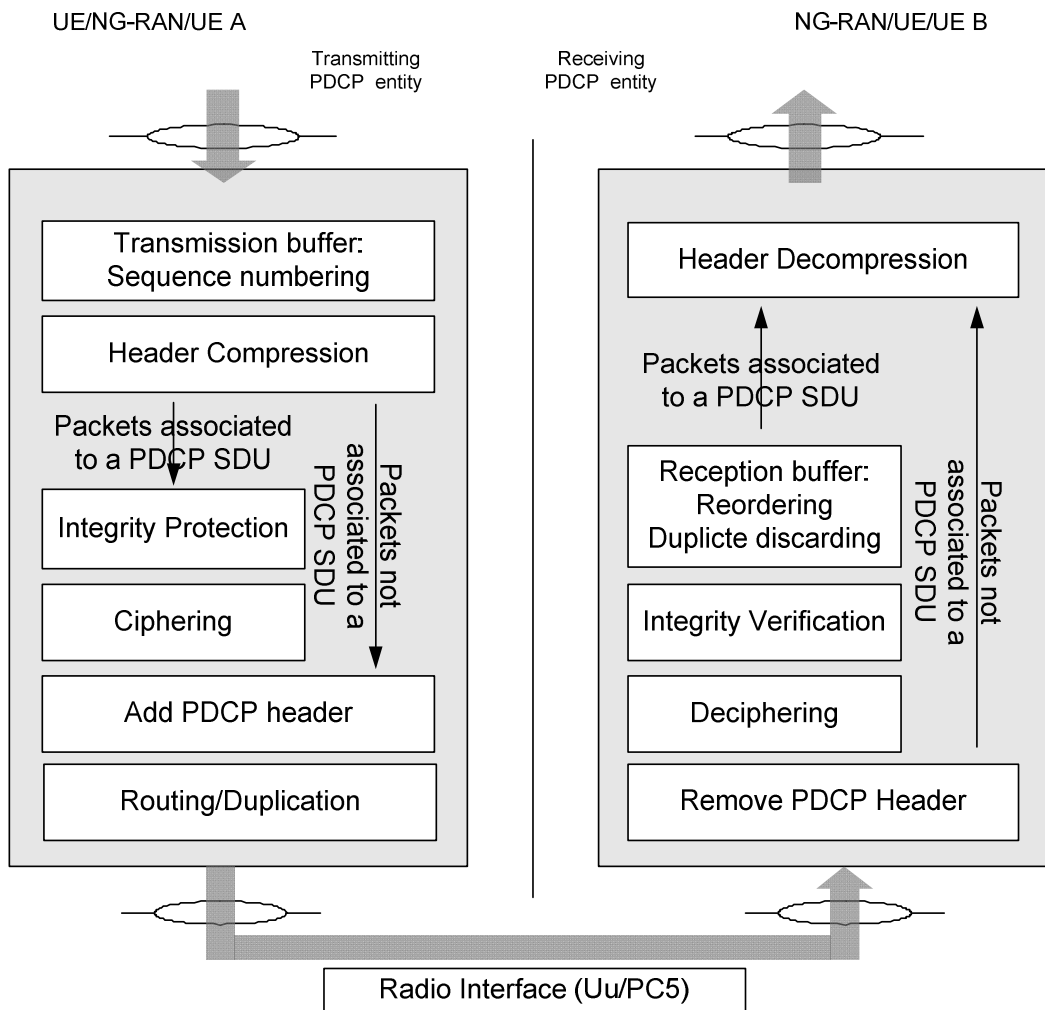 UE/NG-RAN/UE A
NG-RAN/UE/UE B
Transmitting
PDCP entity
Receiving
PDCP entity
Transmission buffer:
Sequence numbering
Header Compression
Packets associated
to a PDCP SDU
Packets not
associated to a
PDCP SDU
Integrity Protection
Ciphering
Add PDCP header
Routing/Duplication
Header Decompression
Packets associated
to a PDCP SDU
Reception buffer:
Reordering
Duplicte discarding
Packets not
associated to a
PDCP SDU
Integrity Verification
Deciphering
Remove PDCP Header
Radio Interface (Uu/PC5)